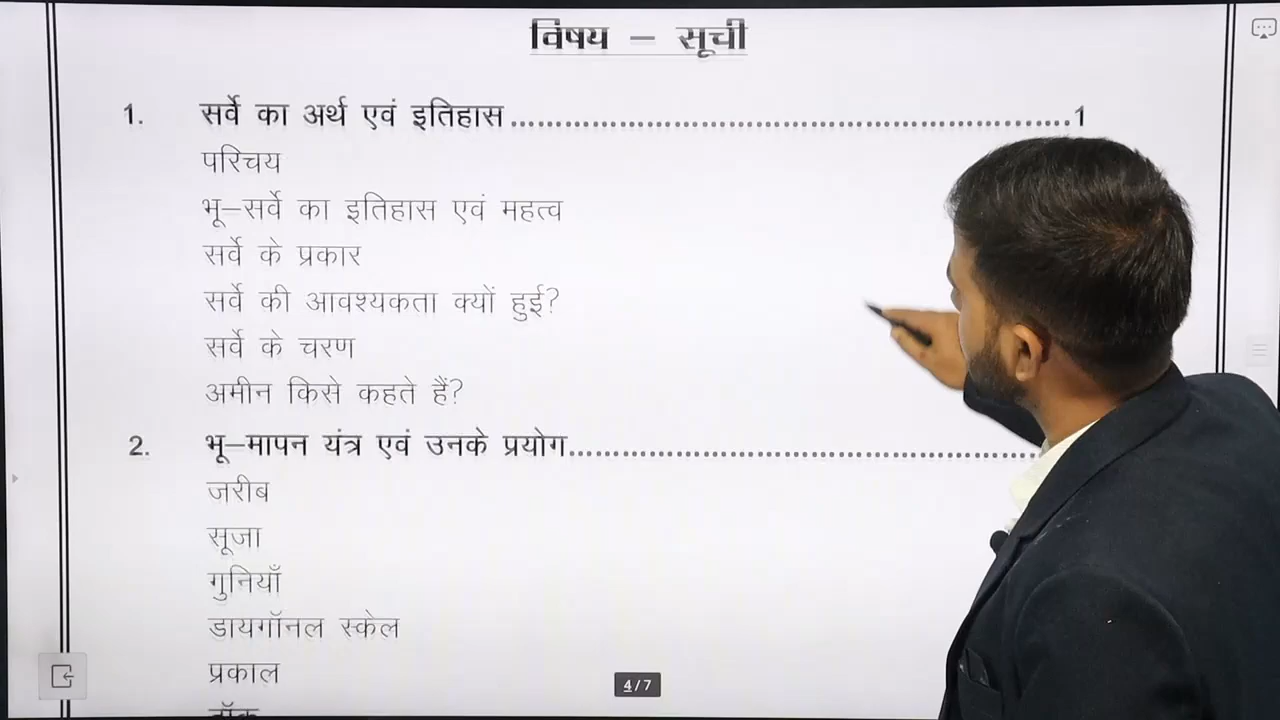 विषय – सूची
1. सर्वे का अर्थ एवं इतिहास..............................................................1
परिचय
भू–सर्वे का इतिहास एवं महत्व
सर्वे के प्रकार
सर्वे की आवश्यकता क्यों हुई?
सर्वे के चरण
अमीन किसे कहते हैं?
2. भू–मापन यंत्र एवं उनके प्रयोग....................................................
जरीब
सूजा
गुनियाँ
डायगॉनल स्केल
प्रकाल
4/7